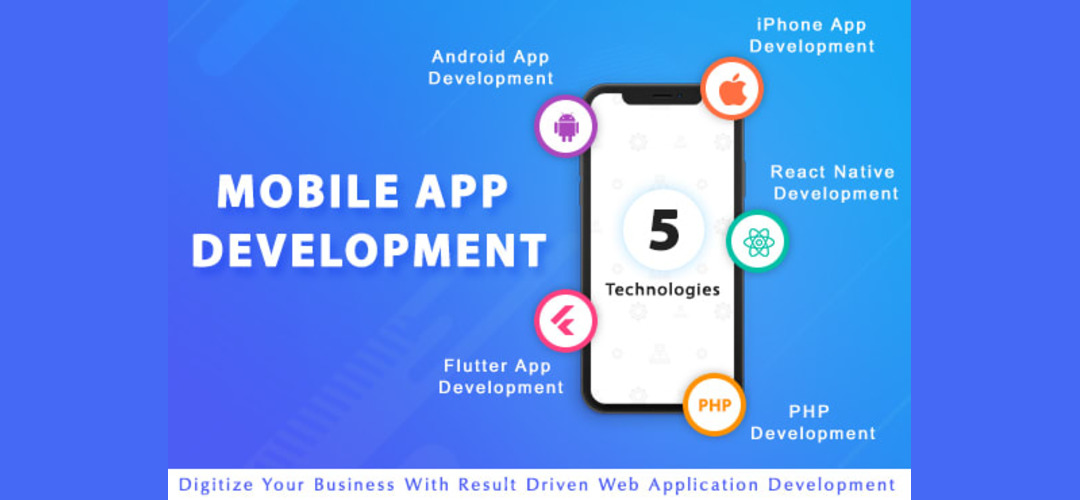 MOBILE APP
DEVELOPMENT
Android App
Development
iPhone App
Development
React Native
Development
5
Technologies
Flutter App
Development
PHP
PHP
Development
Digitize Your Business With Result Driven Web Application Development